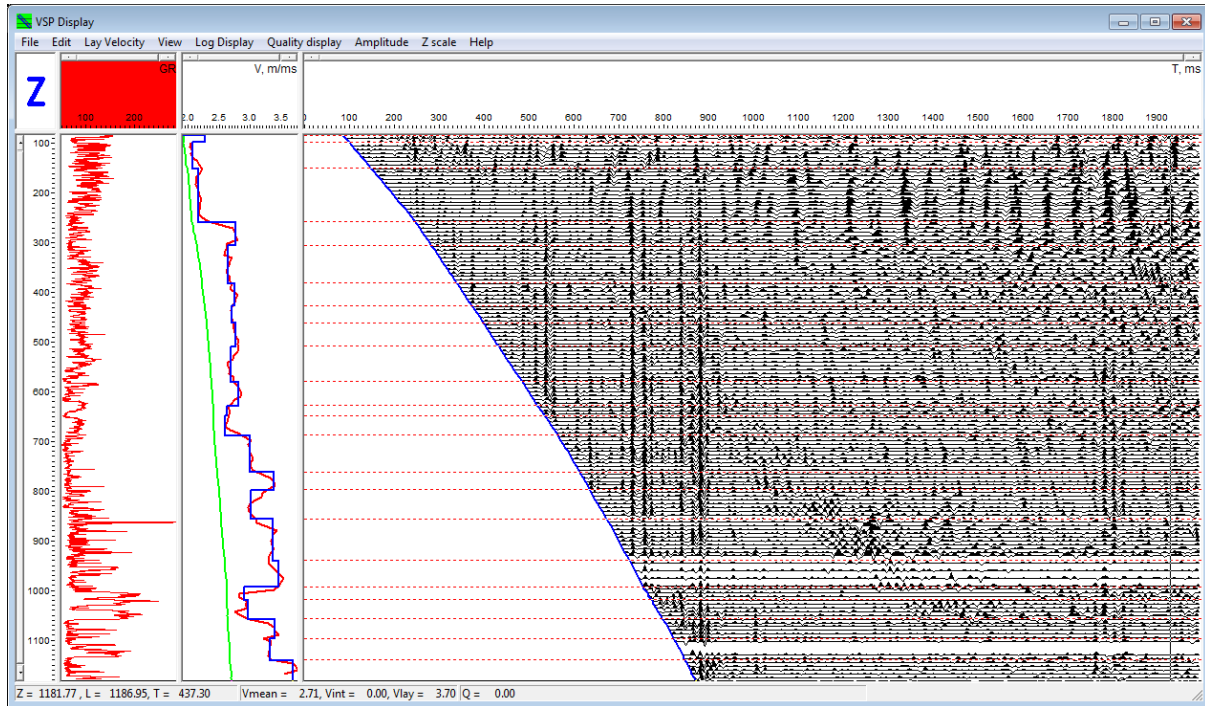 VSP Display
File Edit Lay Velocity View Log Display Quality display Amplitude Z scale Help
Z GR V, m/ms T, ms
100 200 2.0 2.5 3.0 3.5 0 100 200 300 400 500 600 700 800 900 1000 1100 1200 1300 1400 1500 1600 1700 1800 1900
100
200
300
400
500
600
700
800
900
1000
1100
Z = 1181.77 , L = 1186.95, T = 437.30 Vmean = 2.71, Vint = 0.00, Vlay = 3.70 Q = 0.00